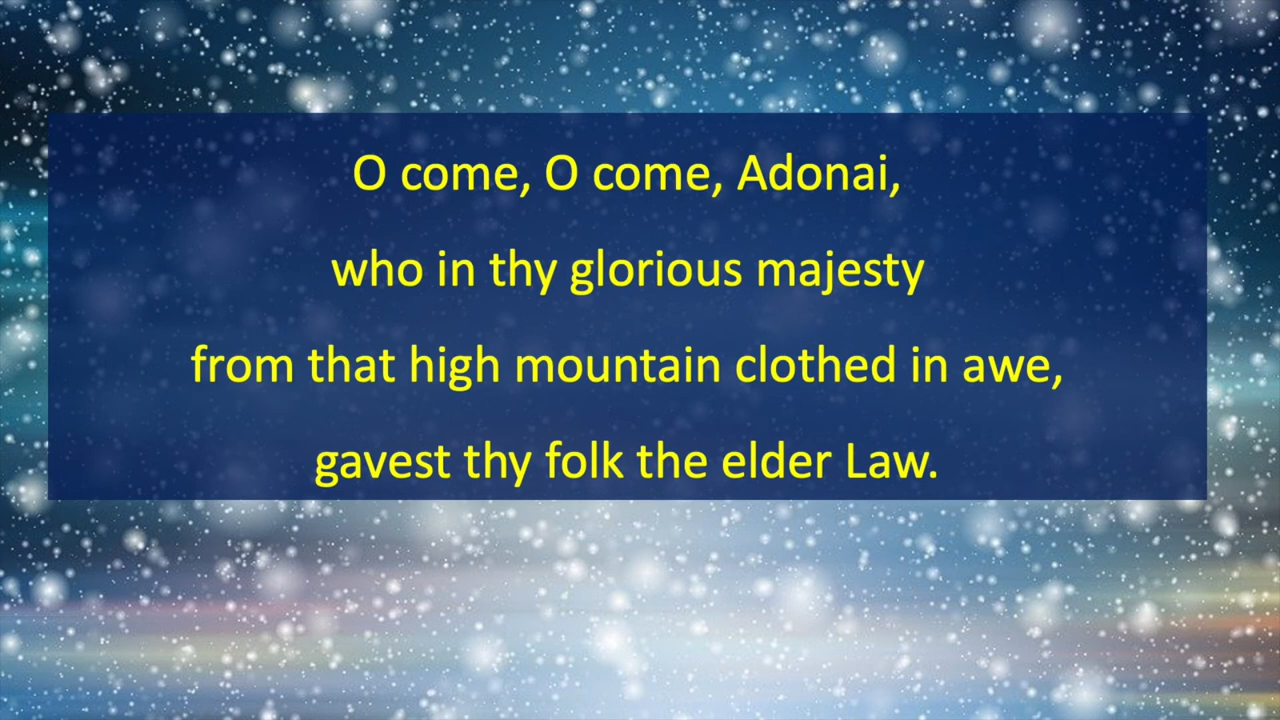 O come, O come, Adonai,
who in thy glorious majesty
from that high mountain clothed in awe,
gavest thy folk the elder Law.